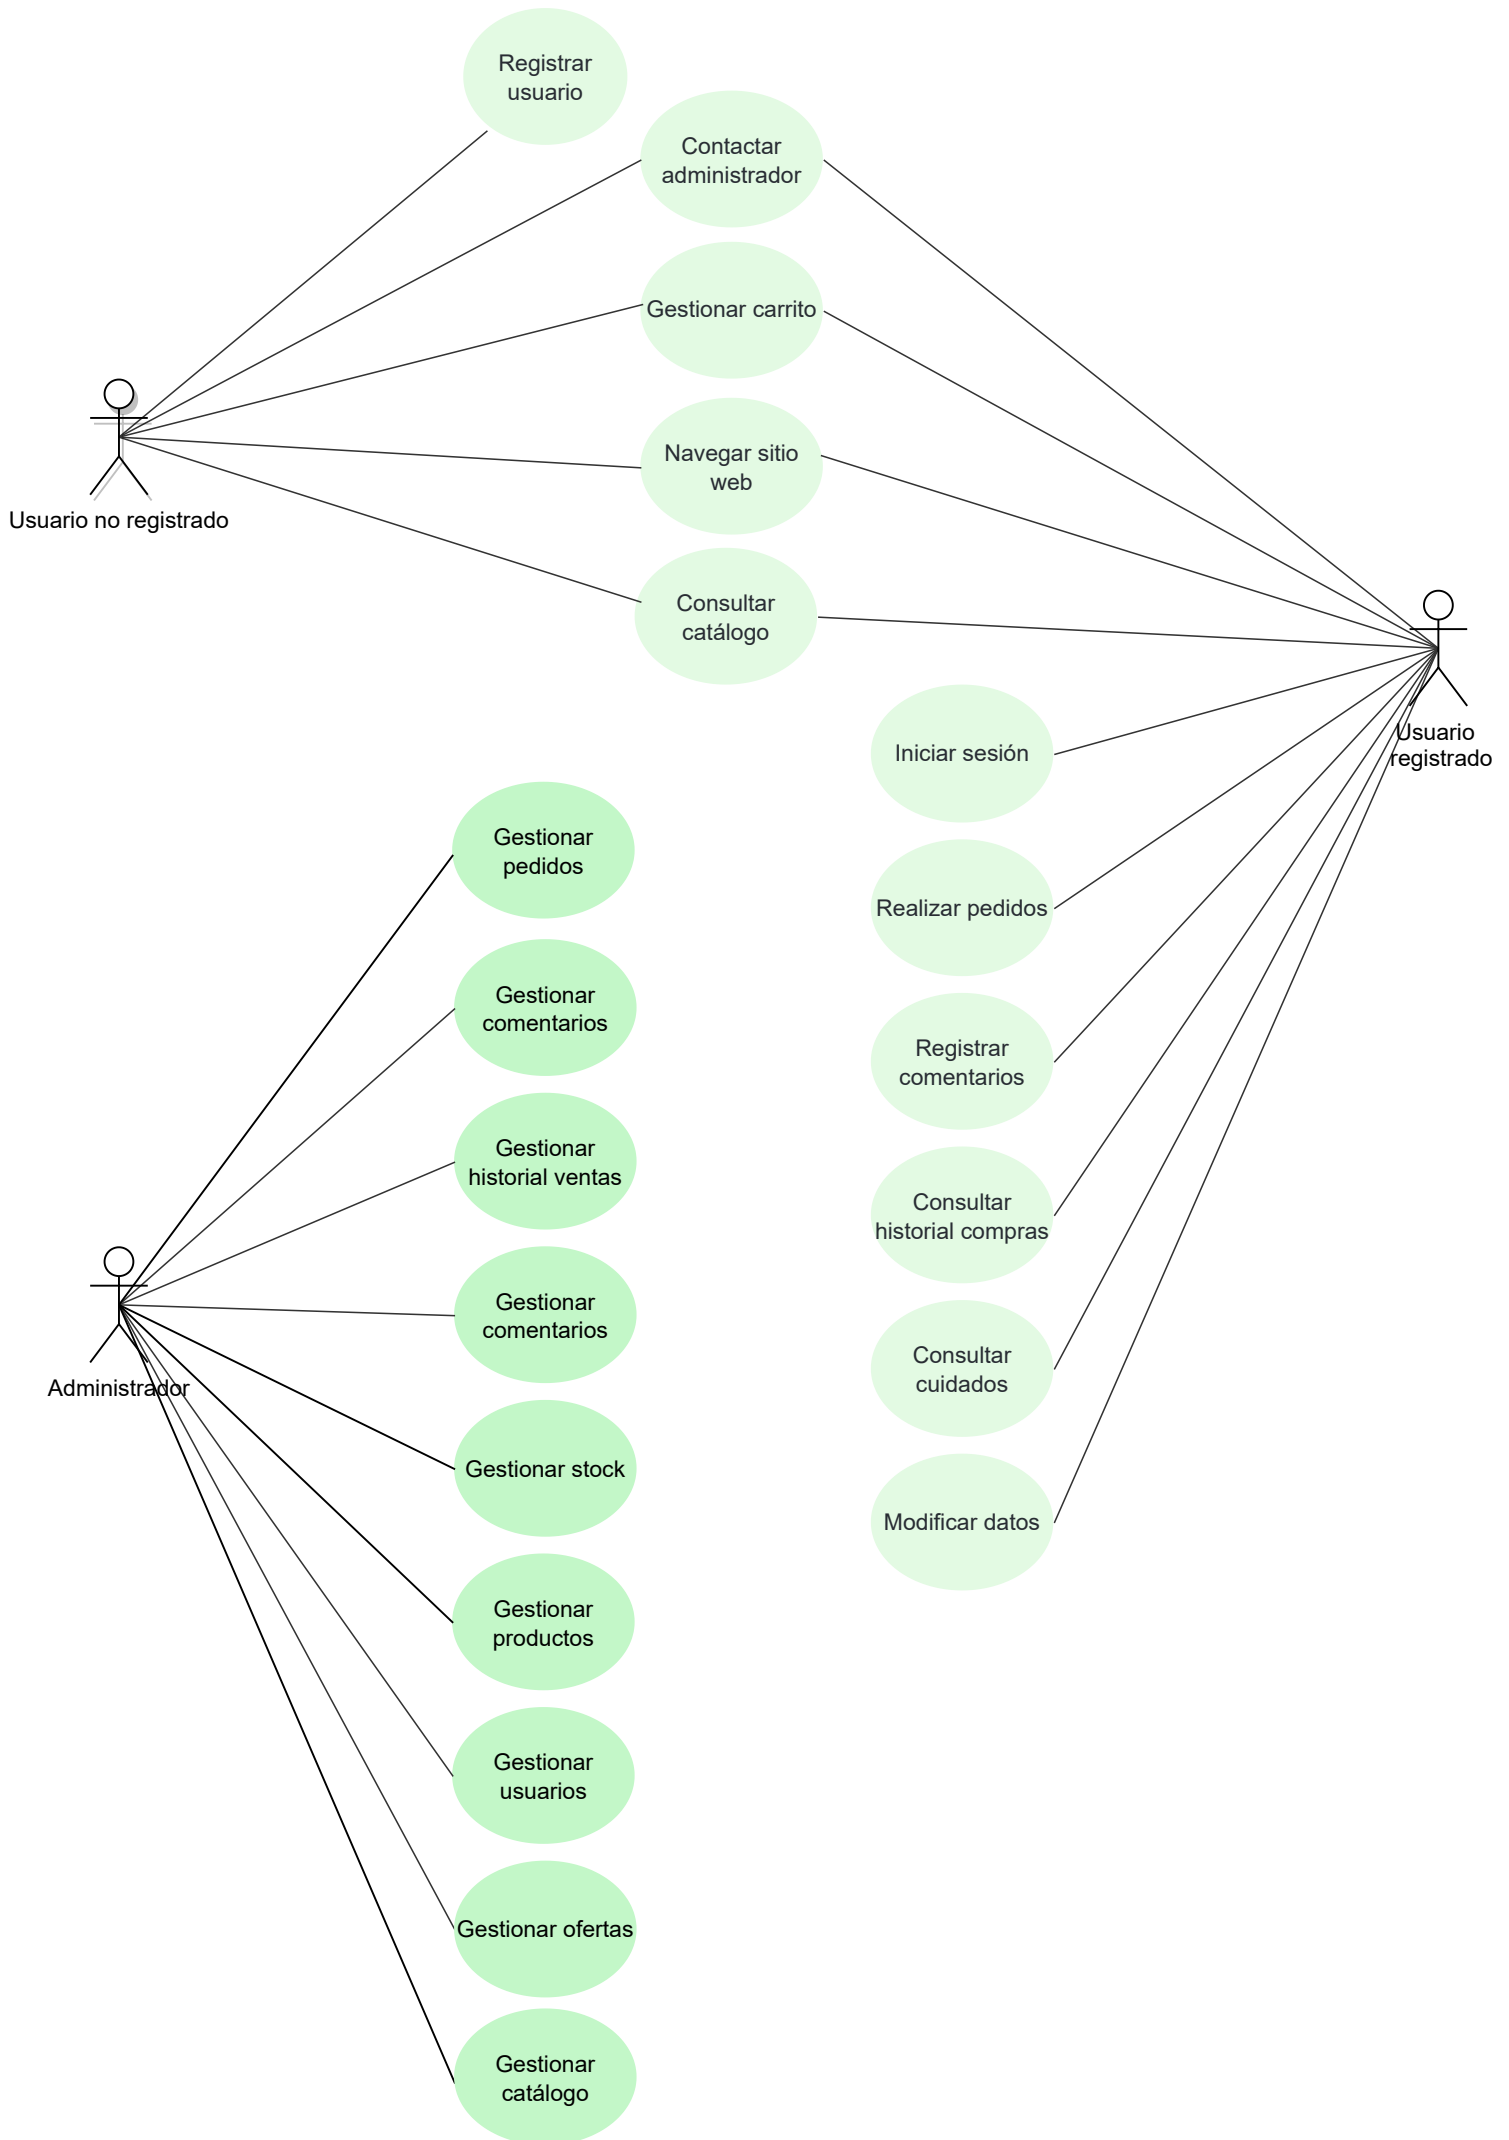 Registrar
usuario
Contactar
administrador
Gestionar carrito
Navegar sitio
web
Usuario no registrado
Consultar
catálogo
Usuario
registrado
Iniciar sesión
Gestionar
pedidos
Realizar pedidos
Gestionar
comentarios
Registrar
comentarios
Gestionar
historial ventas
Consultar
historial compras
Gestionar
comentarios
Administrador
Consultar
cuidados
Gestionar stock
Modificar datos
Gestionar
productos
Gestionar
usuarios
Gestionar ofertas
Gestionar
catálogo